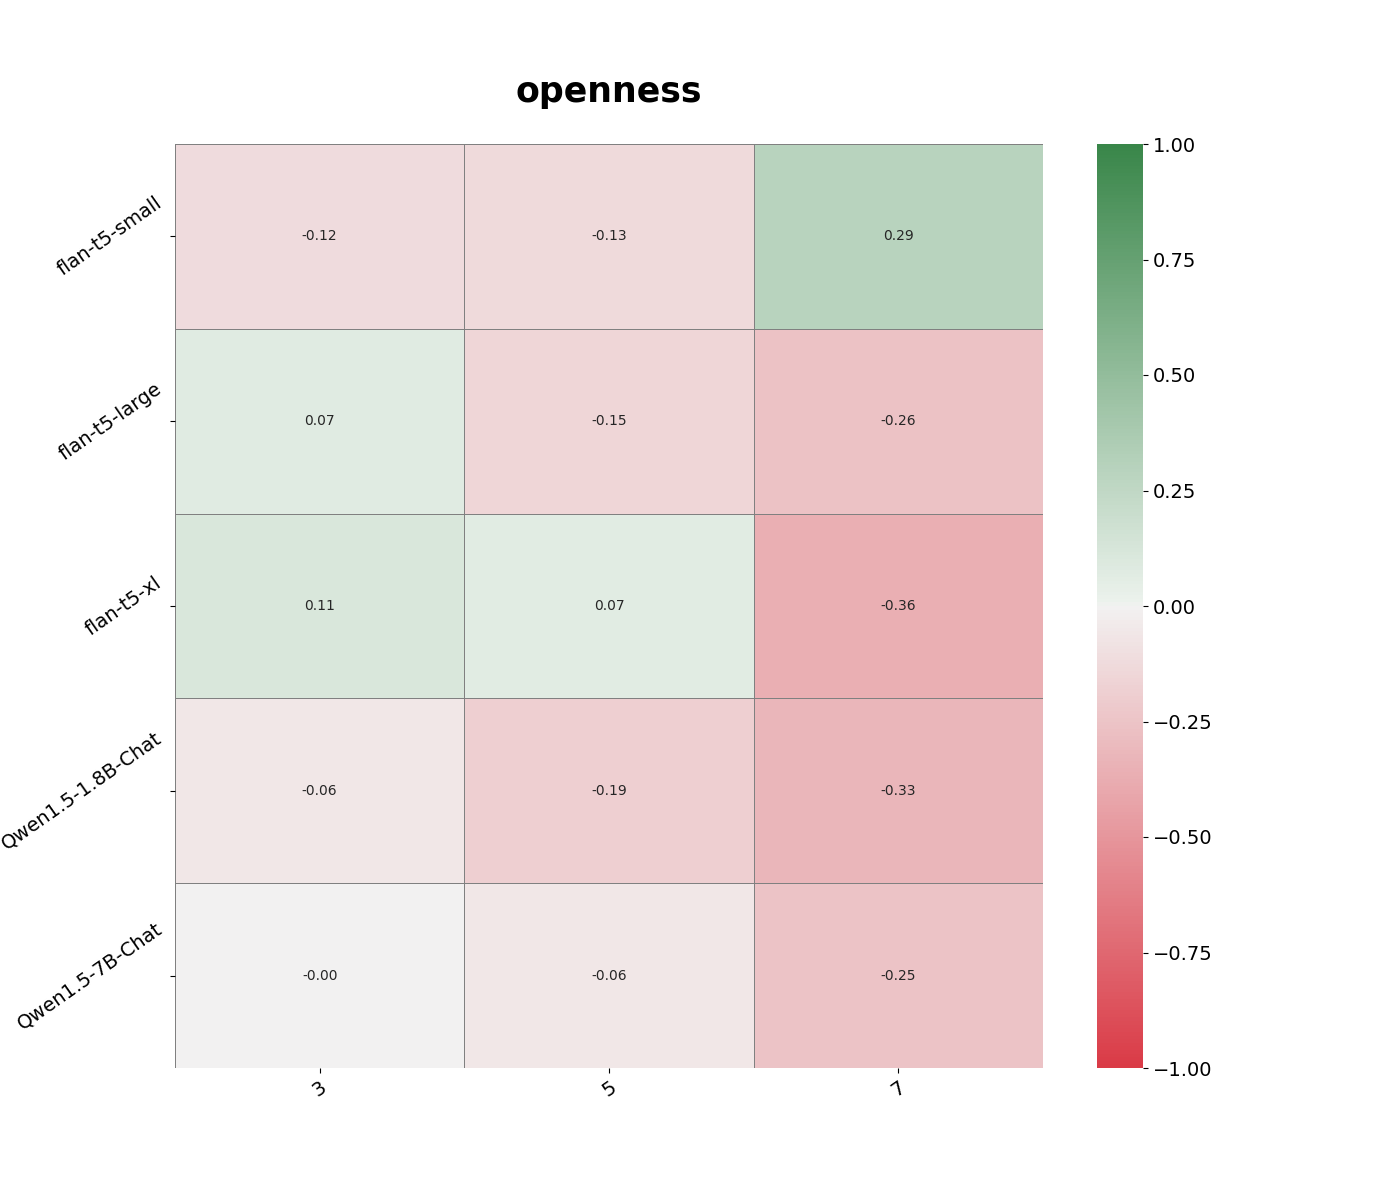 openness
flan-t5-small
-0.12 -0.13 0.29
flan-t5-large
0.07 -0.15 -0.26
flan-t5-xl
0.11 0.07 -0.36
Qwen1.5-1.8B-Chat
-0.06 -0.19 -0.33
Qwen1.5-7B-Chat
-0.00 -0.06 -0.25
3 5 7
1.00
0.75
0.50
0.25
0.00
−0.25
−0.50
−0.75
−1.00